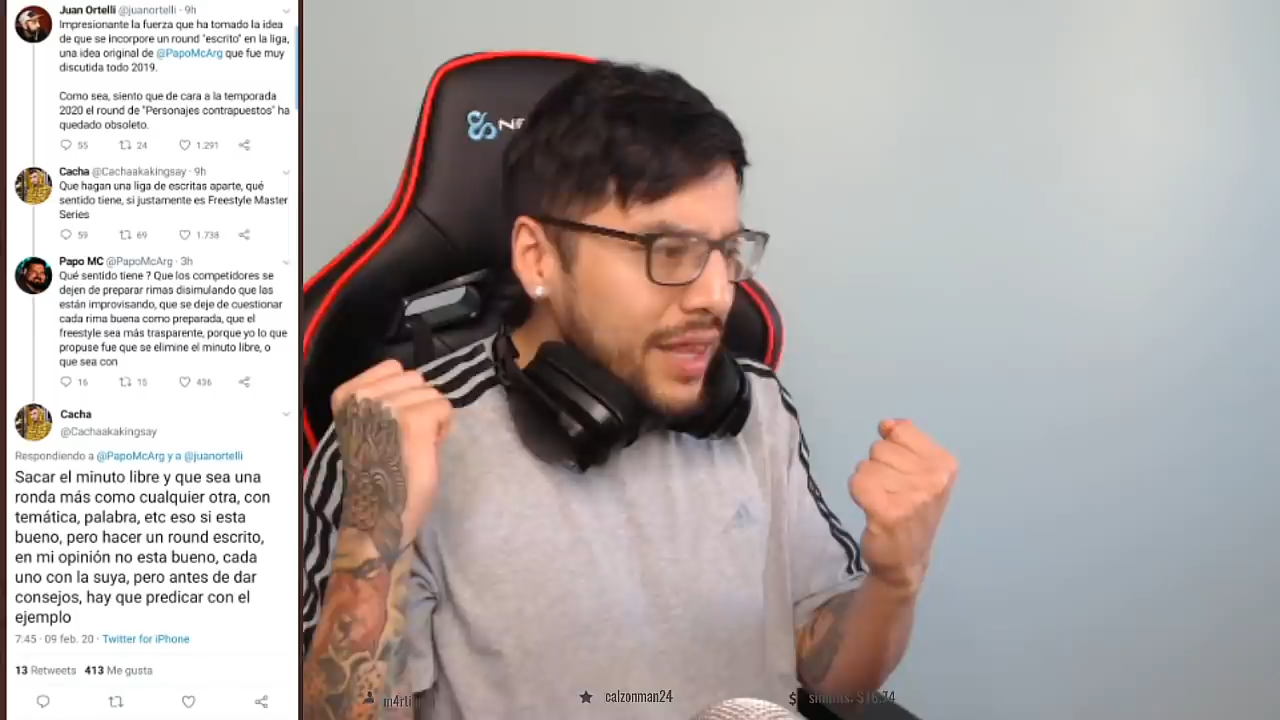 Juan Ortelli @juanortelli · 9h
Impresionante la fuerza que ha tomado la idea
de que se incorpore un round "escrito" en la liga,
una idea original de @PapoMcArg que fue muy
discutida todo 2019.
Como sea, siento que de cara a la temporada
2020 el round de "Personajes contrapuestos" ha
quedado obsoleto.
55 24 1.291
Cacha @Cachaakakingsay · 9h
Que hagan una liga de escritas aparte, qué
sentido tiene, si justamente es Freestyle Master
Series
59 69 1.738
Papo MC @PapoMcArg · 3h
Qué sentido tiene ? Que los competidores se
dejen de preparar rimas disimulando que las
están improvisando, que se deje de cuestionar
cada rima buena como preparada, que el
freestyle sea más trasparente, porque yo lo que
propuse fue que se elimine el minuto libre, o
que sea con
16 15 436
Cacha
@Cachaakakingsay
Respondiendo a @PapoMcArg y a @juanortelli
Sacar el minuto libre y que sea una
ronda más como cualquier otra, con
temática, palabra, etc eso si esta
bueno, pero hacer un round escrito,
en mi opinión no esta bueno, cada
uno con la suya, pero antes de dar
consejos, hay que predicar con el
ejemplo
7:45 · 09 feb. 20 · Twitter for iPhone
13 Retweets 413 Me gusta
calzonman24